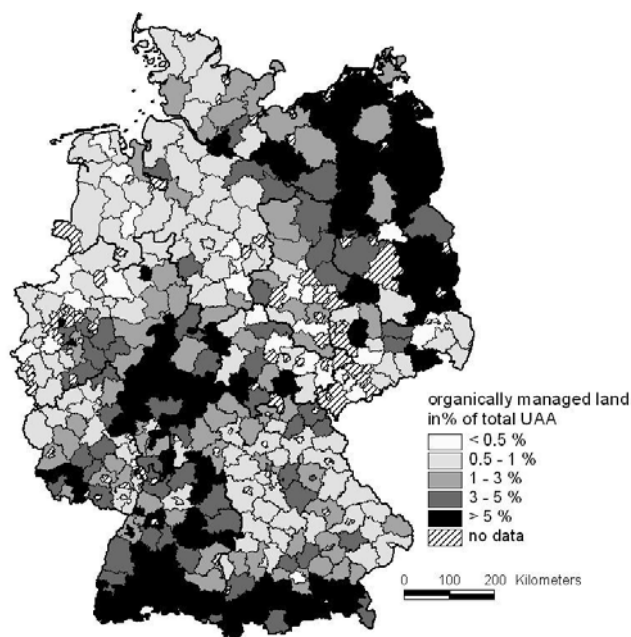 organically managed land
in% of total UAA
< 0.5 %
0.5 - 1 %
1 - 3 %
3 - 5 %
> 5 %
no data
0 100 200 Kilometers